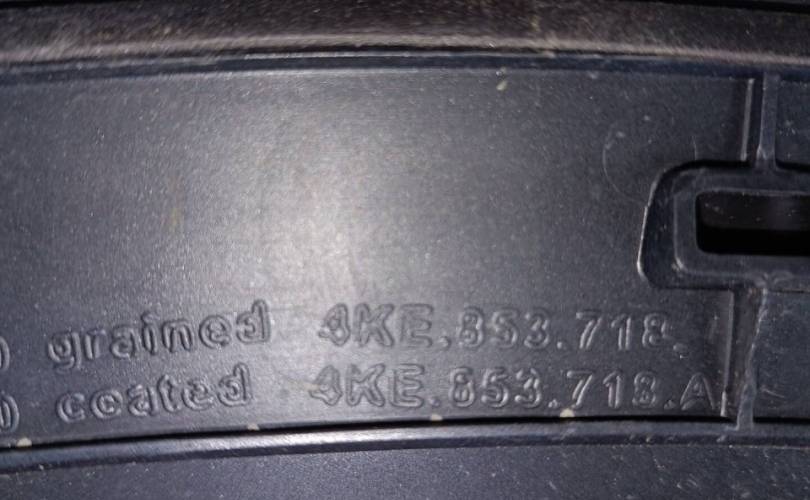 ) grained 4KE.853.718.
) coated 4KE.853.718.A